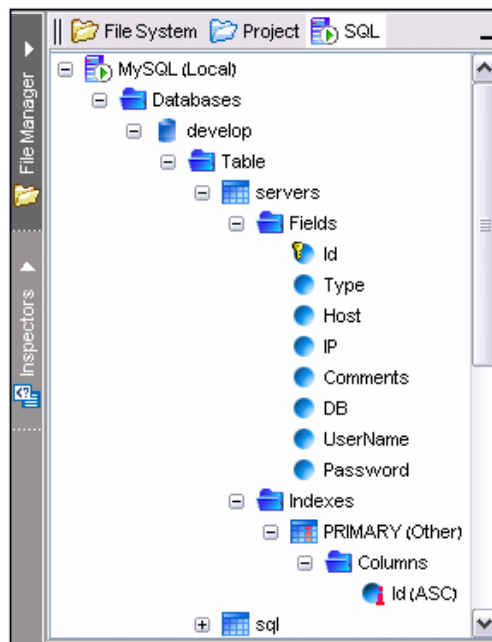 File System Project SQL
MySQL (Local)
Databases
develop
Table
servers
Fields
Id
Type
Host
IP
Comments
DB
UserName
Password
Indexes
PRIMARY (Other)
Columns
Id (ASC)
sql
File Manager
Inspectors